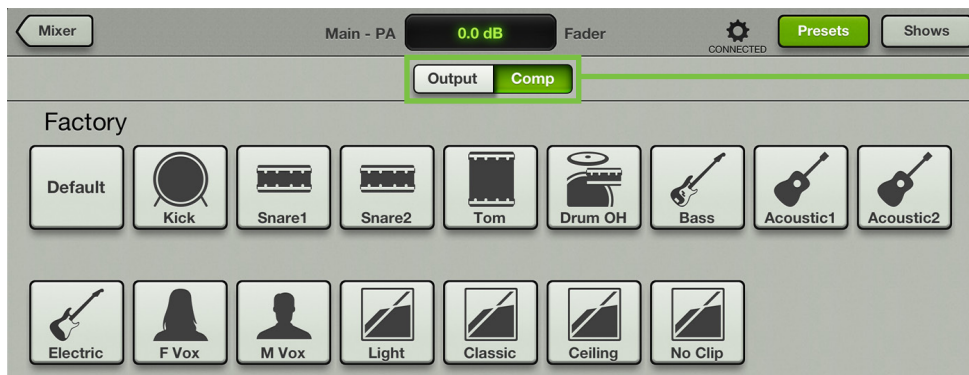 Mixer Main - PA 0.0 dB Fader CONNECTED Presets Shows
Output Comp
Factory
Default Kick Snare1 Snare2 Tom Drum OH Bass Acoustic1 Acoustic2
Electric F Vox M Vox Light Classic Ceiling No Clip